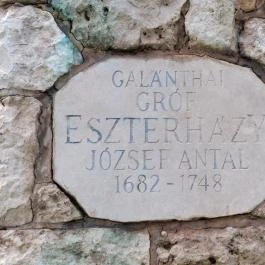 GALÁNTHAI
GRÓF
ESZTERHÁZY
JÓZSEF ANTAL
1682-1748